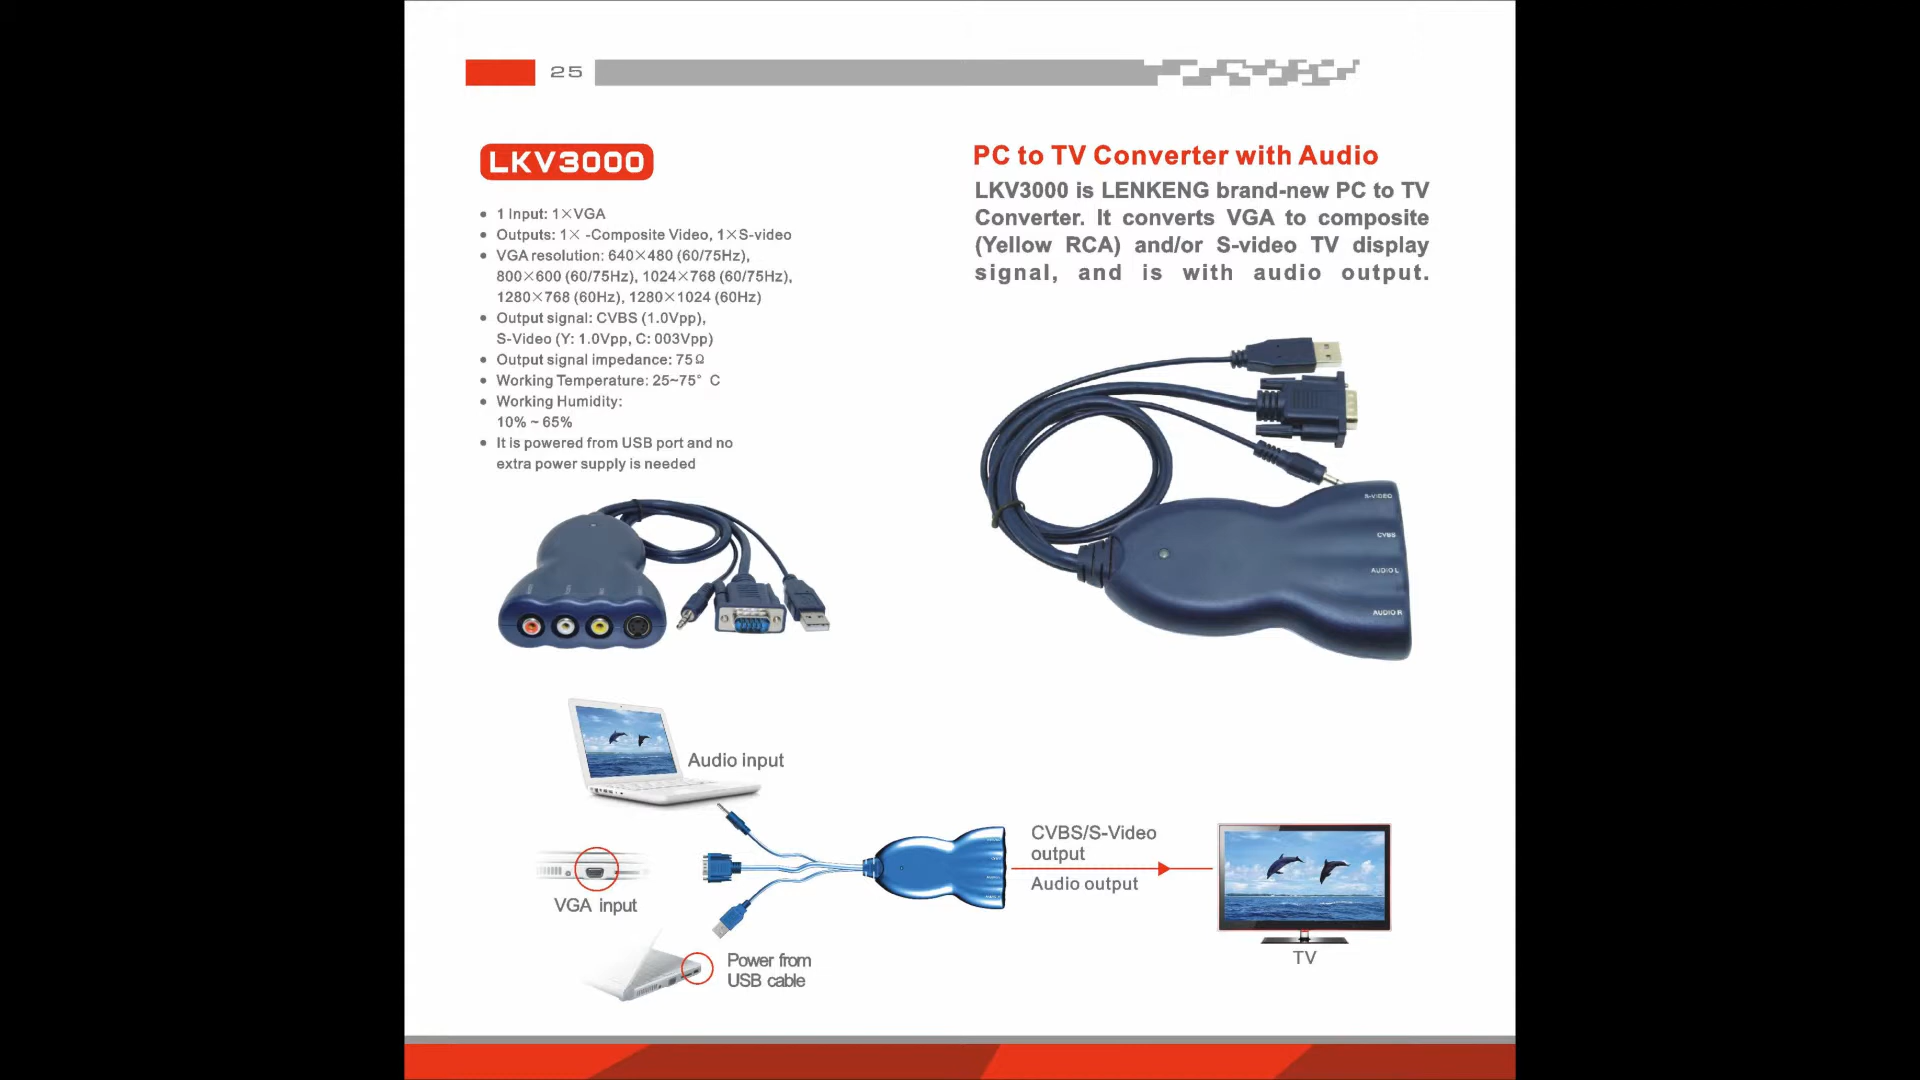 25
LKV3000
• 1 Input: 1×VGA
• Outputs: 1× -Composite Video, 1×S-video
• VGA resolution: 640×480 (60/75Hz),
800×600 (60/75Hz), 1024×768 (60/75Hz),
1280×768 (60Hz), 1280×1024 (60Hz)
• Output signal: CVBS (1.0Vpp),
S-Video (Y: 1.0Vpp, C: 003Vpp)
• Output signal impedance: 75Ω
• Working Temperature: 25~75° C
• Working Humidity:
10% ~ 65%
• It is powered from USB port and no
extra power supply is needed
PC to TV Converter with Audio
LKV3000 is LENKENG brand-new PC to TV
Converter. It converts VGA to composite
(Yellow RCA) and/or S-video TV display
signal, and is with audio output.
S-VIDEO
CVBS
AUDIO L
AUDIO R
Audio input
VGA input
Power from
USB cable
CVBS/S-Video
output
Audio output
TV